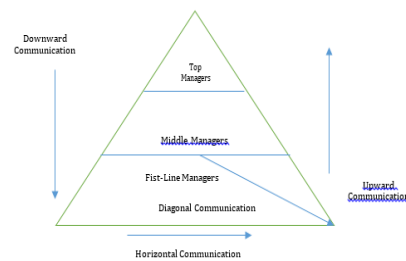 Downward
Communication
Top
Managers
Middle Managers
Fist-Line Managers
Diagonal Communication
Upward
Communication
Horizontal Communication